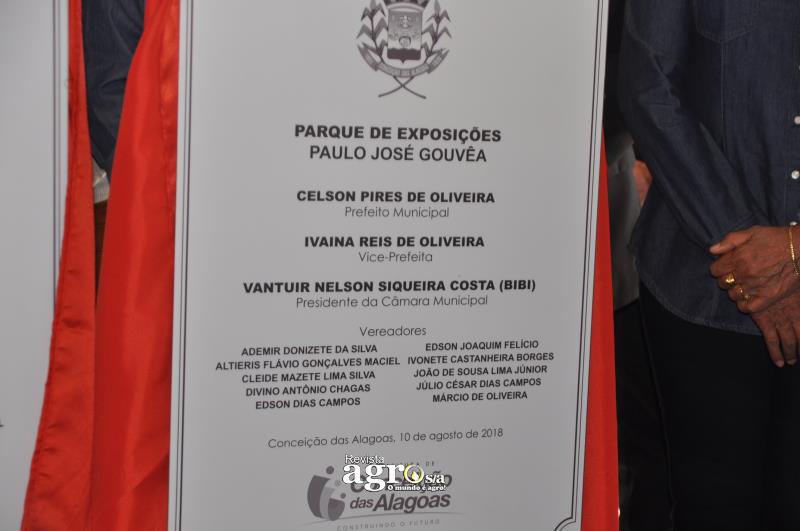 PARQUE DE EXPOSIÇÕES
PAULO JOSÉ GOUVÊA
CELSON PIRES DE OLIVEIRA
Prefeito Municipal
IVAINA REIS DE OLIVEIRA
Vice-Prefeita
VANTUIR NELSON SIQUEIRA COSTA (BIBI)
Presidente da Câmara Municipal
Vereadores
ADEMIR DONIZETE DA SILVA
ALTIERIS FLÁVIO GONÇALVES MACIEL
CLEIDE MAZETE LIMA SILVA
DIVINO ANTÔNIO CHAGAS
EDSON DIAS CAMPOS
EDSON JOAQUIM FELÍCIO
IVONETE CASTANHEIRA BORGES
JOÃO DE SOUSA LIMA JÚNIOR
JÚLIO CÉSAR DIAS CAMPOS
MÁRCIO DE OLIVEIRA
Conceição das Alagoas, 10 de agosto de 2018
Revista
agro s/a
O mundo é agro!
das Alagoas
CONSTRUINDO O FUTURO